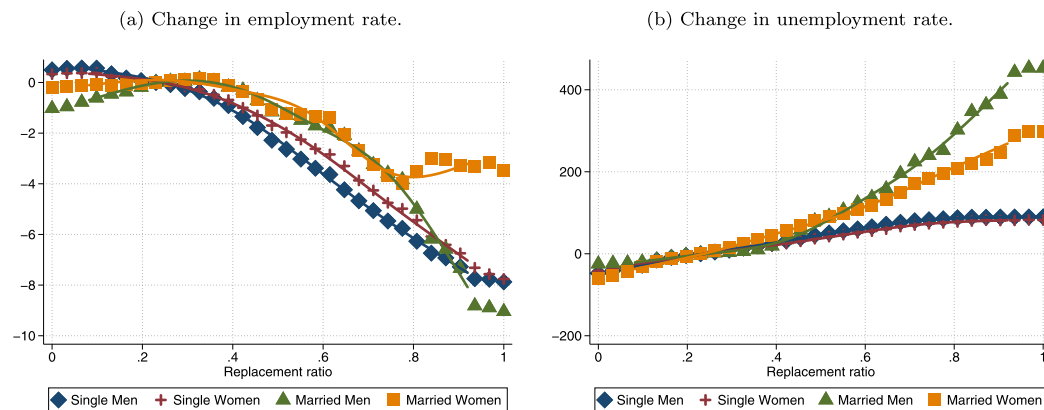 (a) Change in employment rate.
0
−2
−4
−6
−8
−10
0 .2 .4 .6 .8 1
Replacement ratio
Single Men Single Women Married Men Married Women
(b) Change in unemployment rate.
400
200
0
−200
0 .2 .4 .6 .8 1
Replacement ratio
Single Men Single Women Married Men Married Women